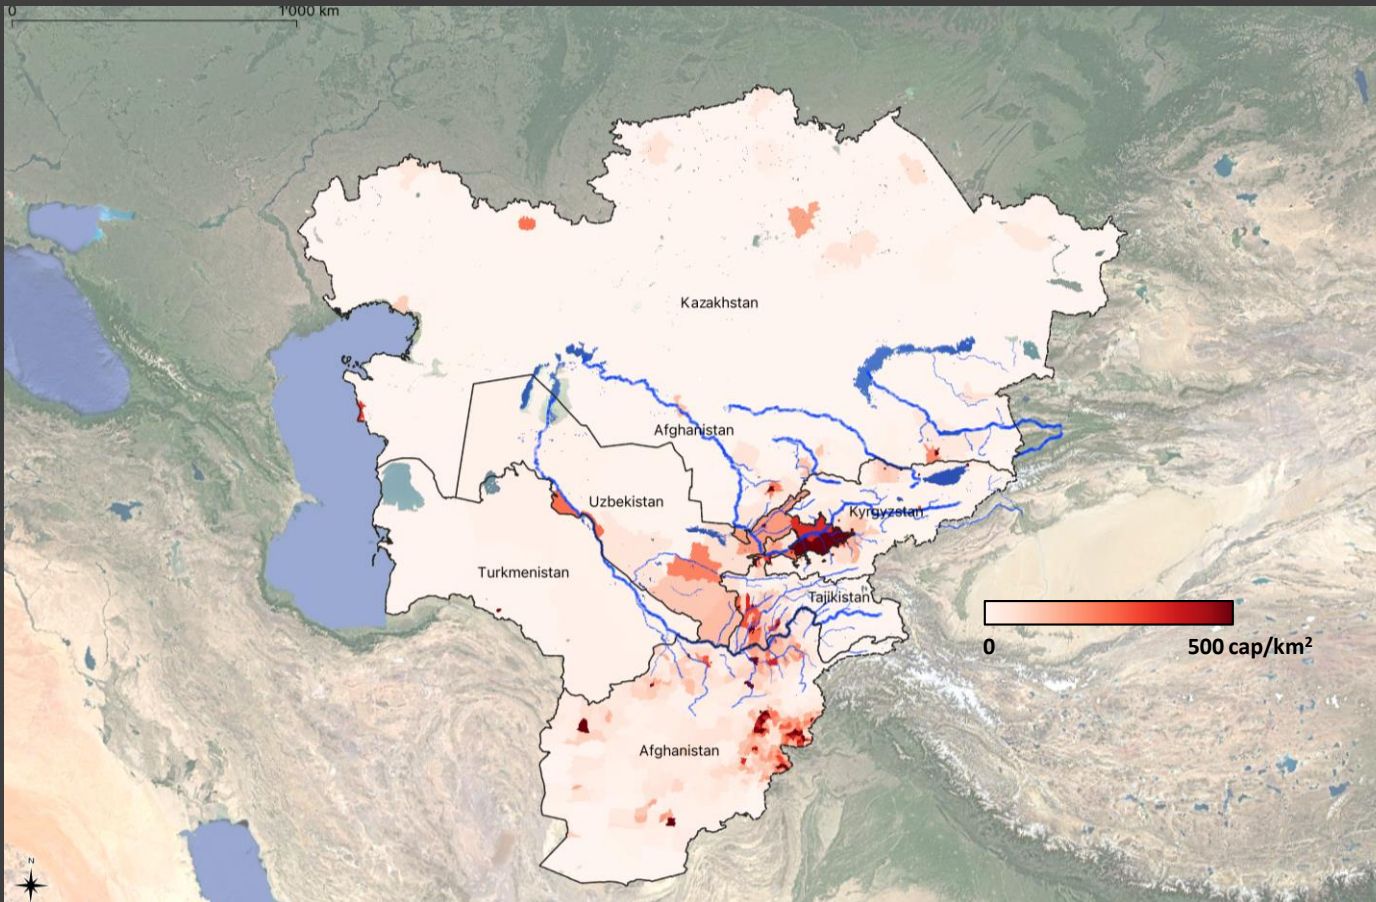 0 1'000 km
Kazakhstan
Afghanistan
Uzbekistan
Kyrgyzstan
Turkmenistan
Tajikistan
0 500 cap/km²
Afghanistan
N